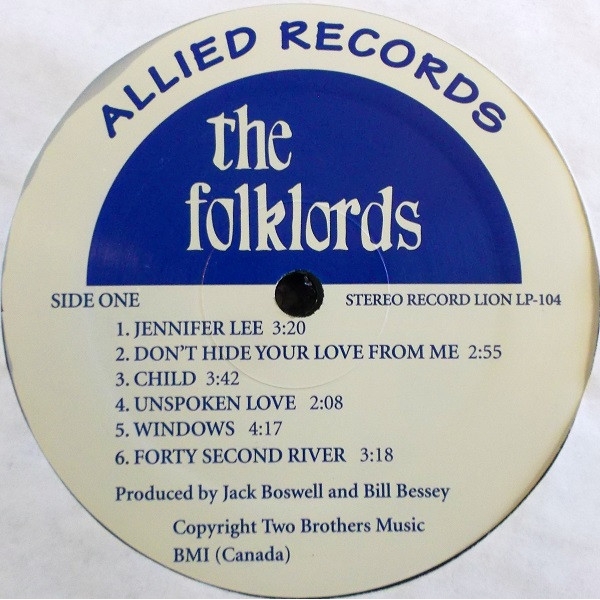 ALLIED RECORDS
the
folklords
SIDE ONE
STEREO RECORD LION LP-104
1. JENNIFER LEE 3:20
2. DON'T HIDE YOUR LOVE FROM ME 2:55
3. CHILD 3:42
4. UNSPOKEN LOVE 2:08
5. WINDOWS 4:17
6. FORTY SECOND RIVER 3:18
Produced by Jack Boswell and Bill Bessey
Copyright Two Brothers Music
BMI (Canada)